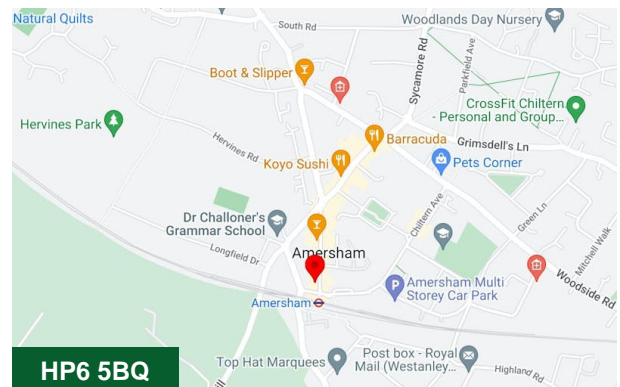 Natural Quilts
South Rd
Woodlands Day Nursery
Sycamore Rd
Parkfield Ave
Boot & Slipper
CrossFit Chiltern
- Personal and Group...
Hervines Park
Barracuda
Grimsdell's Ln
Hervines Rd
Koyo Sushi
Pets Corner
Dr Challoner's
Grammar School
Chiltern Ave
Green Ln
Mitchell Walk
Longfield Dr
Amersham
Woodside Rd
Amersham Multi
Storey Car Park
P
Amersham
Top Hat Marquees
Post box - Royal
Mail (Westanley...
Highland Rd
HP6 5BQ